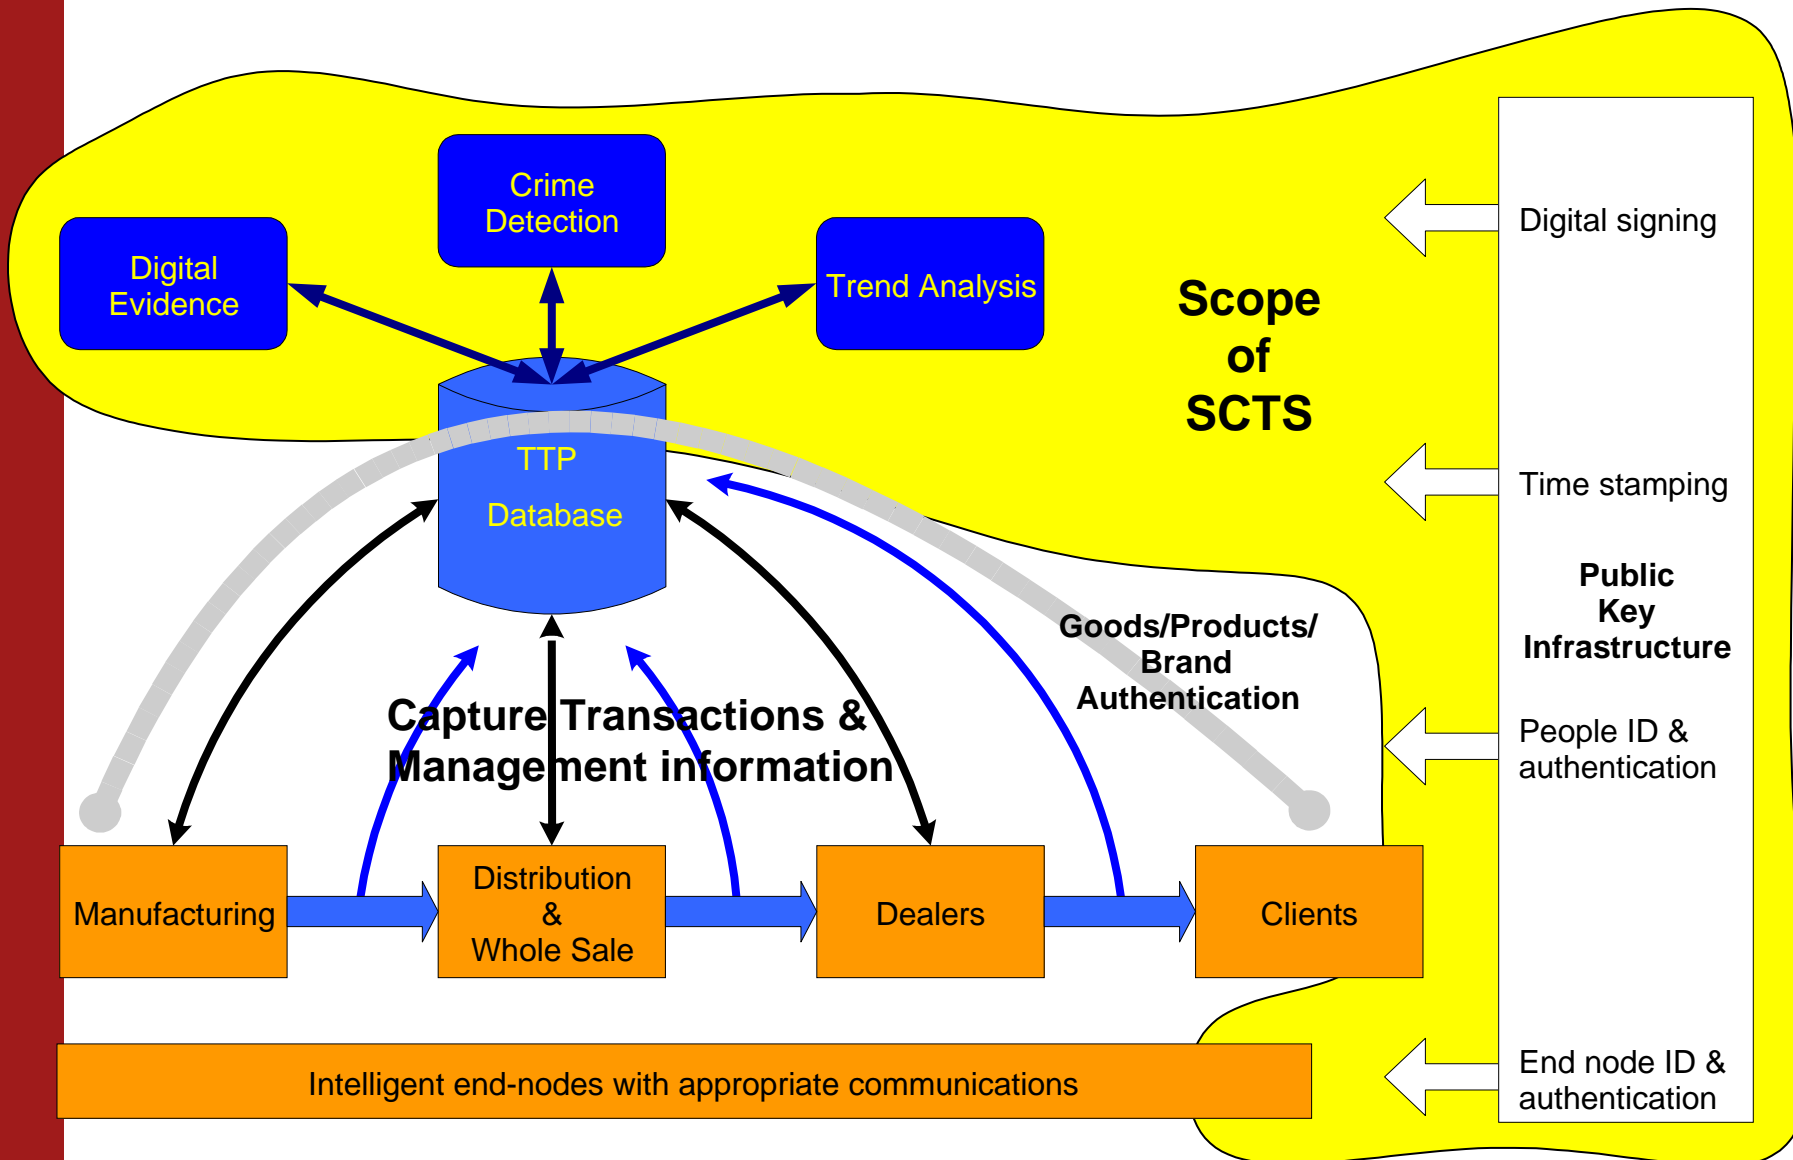 Crime
Detection
Digital
Evidence
Trend Analysis
Scope
of
SCTS
Digital signing
TTP
Database
Time stamping
Public
Key
Infrastructure
Goods/Products/
Brand
Authentication
Capture Transactions &
Management information
People ID &
authentication
Manufacturing
Distribution
&
Whole Sale
Dealers
Clients
Intelligent end-nodes with appropriate communications
End node ID &
authentication